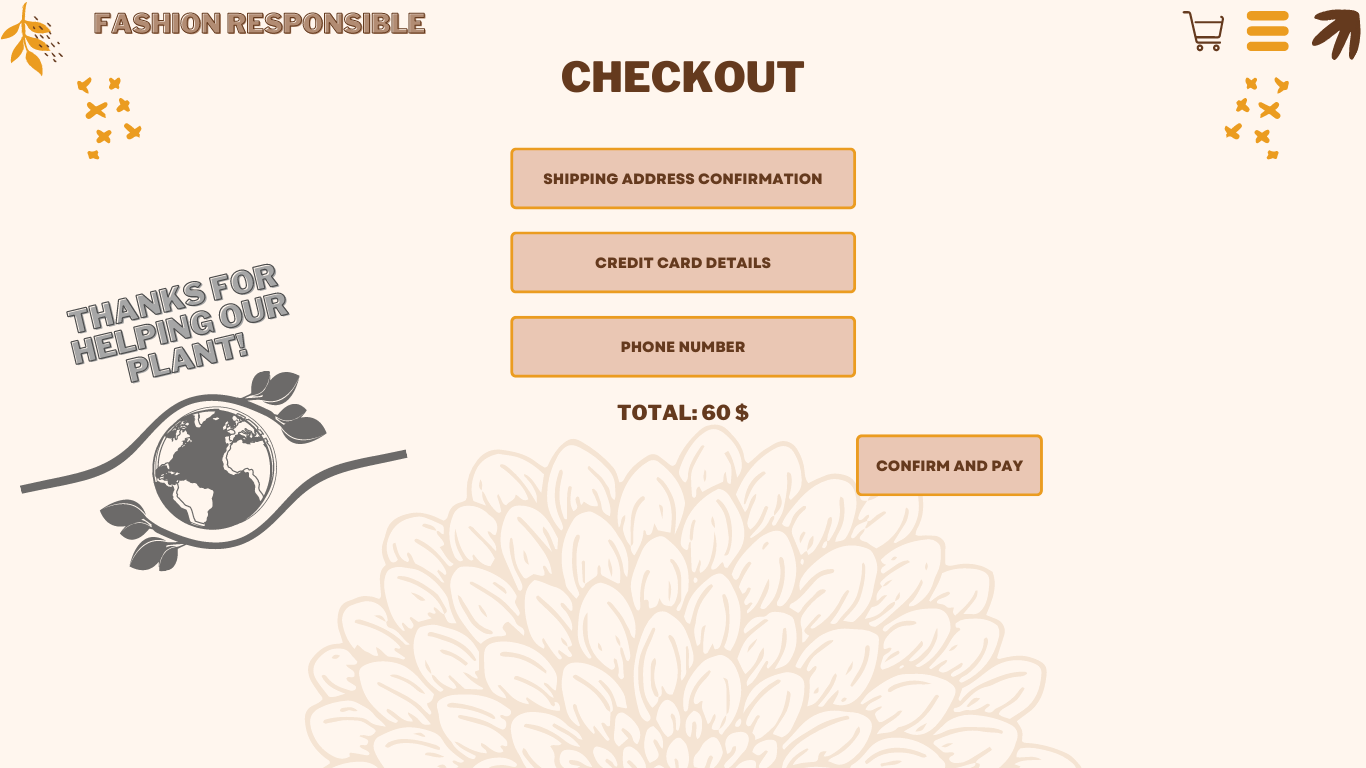 FASHION RESPONSIBLE
CHECKOUT
SHIPPING ADDRESS CONFIRMATION
CREDIT CARD DETAILS
PHONE NUMBER
TOTAL: 60 $
CONFIRM AND PAY
THANKS FOR
HELPING OUR
PLANT!